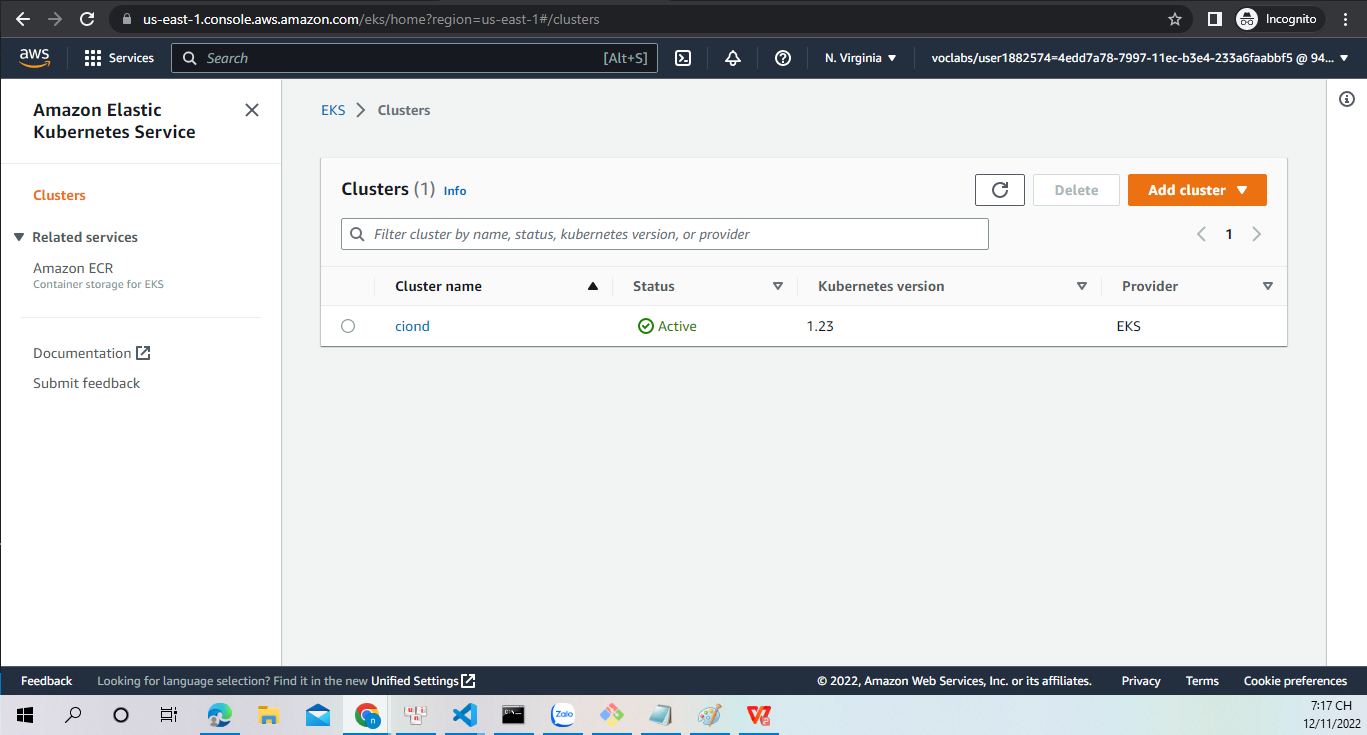 us-east-1.console.aws.amazon.com/eks/home?region=us-east-1#/clusters
Incognito
aws
Services
Search
[Alt+S]
N. Virginia
voclabs/user1882574=4edd7a78-7997-11ec-b3e4-233a6faabbf5 @ 94...
Amazon Elastic
Kubernetes Service
Clusters
Related services
Amazon ECR
Container storage for EKS
Documentation
Submit feedback
EKS
Clusters
Clusters (1) Info
Delete
Add cluster
Filter cluster by name, status, kubernetes version, or provider
1
Cluster name
Status
Kubernetes version
Provider
ciond
Active
1.23
EKS
Feedback
Looking for language selection? Find it in the new Unified Settings
© 2022, Amazon Web Services, Inc. or its affiliates.
Privacy
Terms
Cookie preferences
n
Zalo
7:17 CH
12/11/2022